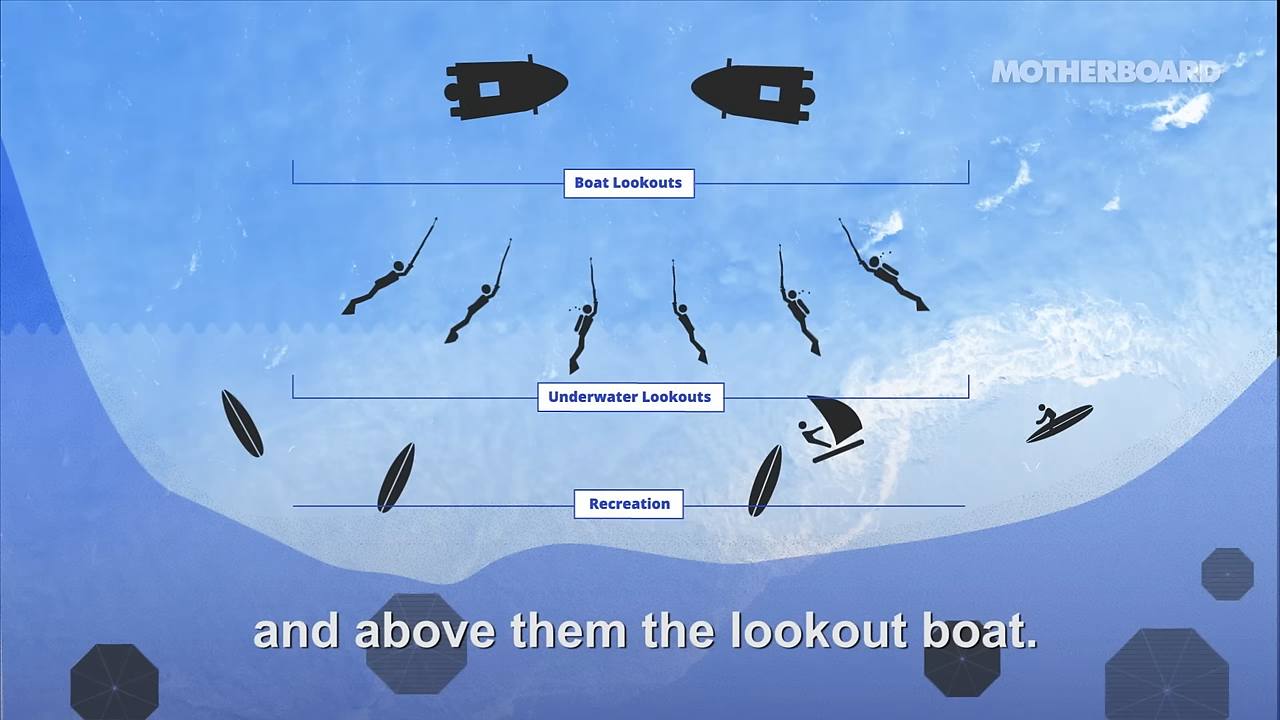 MOTHERBOARD
Boat Lookouts
Underwater Lookouts
Recreation
and above them the lookout boat.